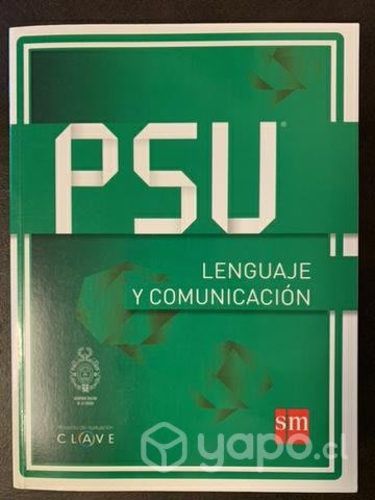 PSU®
LENGUAJE
Y COMUNICACIÓN
sm
CLAVE
yapo.cl